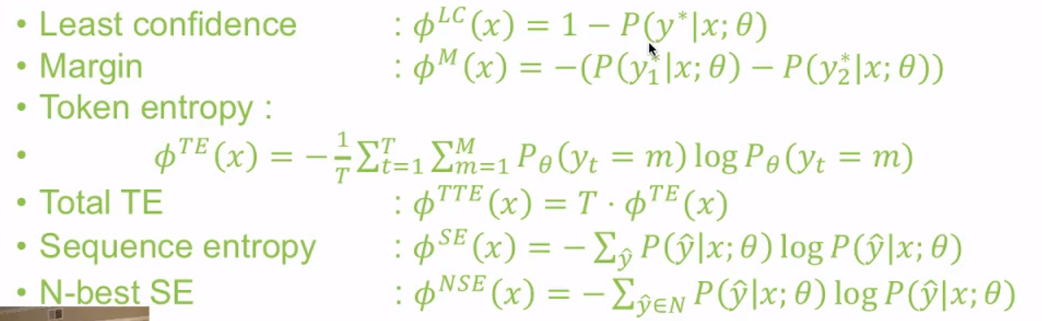 • Least confidence : ϕ^{LC}(x) = 1 − P(y*|x; θ)
• Margin : ϕ^{M}(x) = −(P(y₁*|x; θ) − P(y₂*|x; θ))
• Token entropy :
• ϕ^{TE}(x) = −\frac{1}{T} ∑_{t=1}^{T} ∑_{m=1}^{M} P_θ(y_t = m) log P_θ(y_t = m)
• Total TE : ϕ^{TTE}(x) = T · ϕ^{TE}(x)
• Sequence entropy : ϕ^{SE}(x) = −∑_{ŷ} P(ŷ|x; θ) log P(ŷ|x; θ)
• N-best SE : ϕ^{NSE}(x) = −∑_{ŷ∈N} P(ŷ|x; θ) log P(ŷ|x; θ)